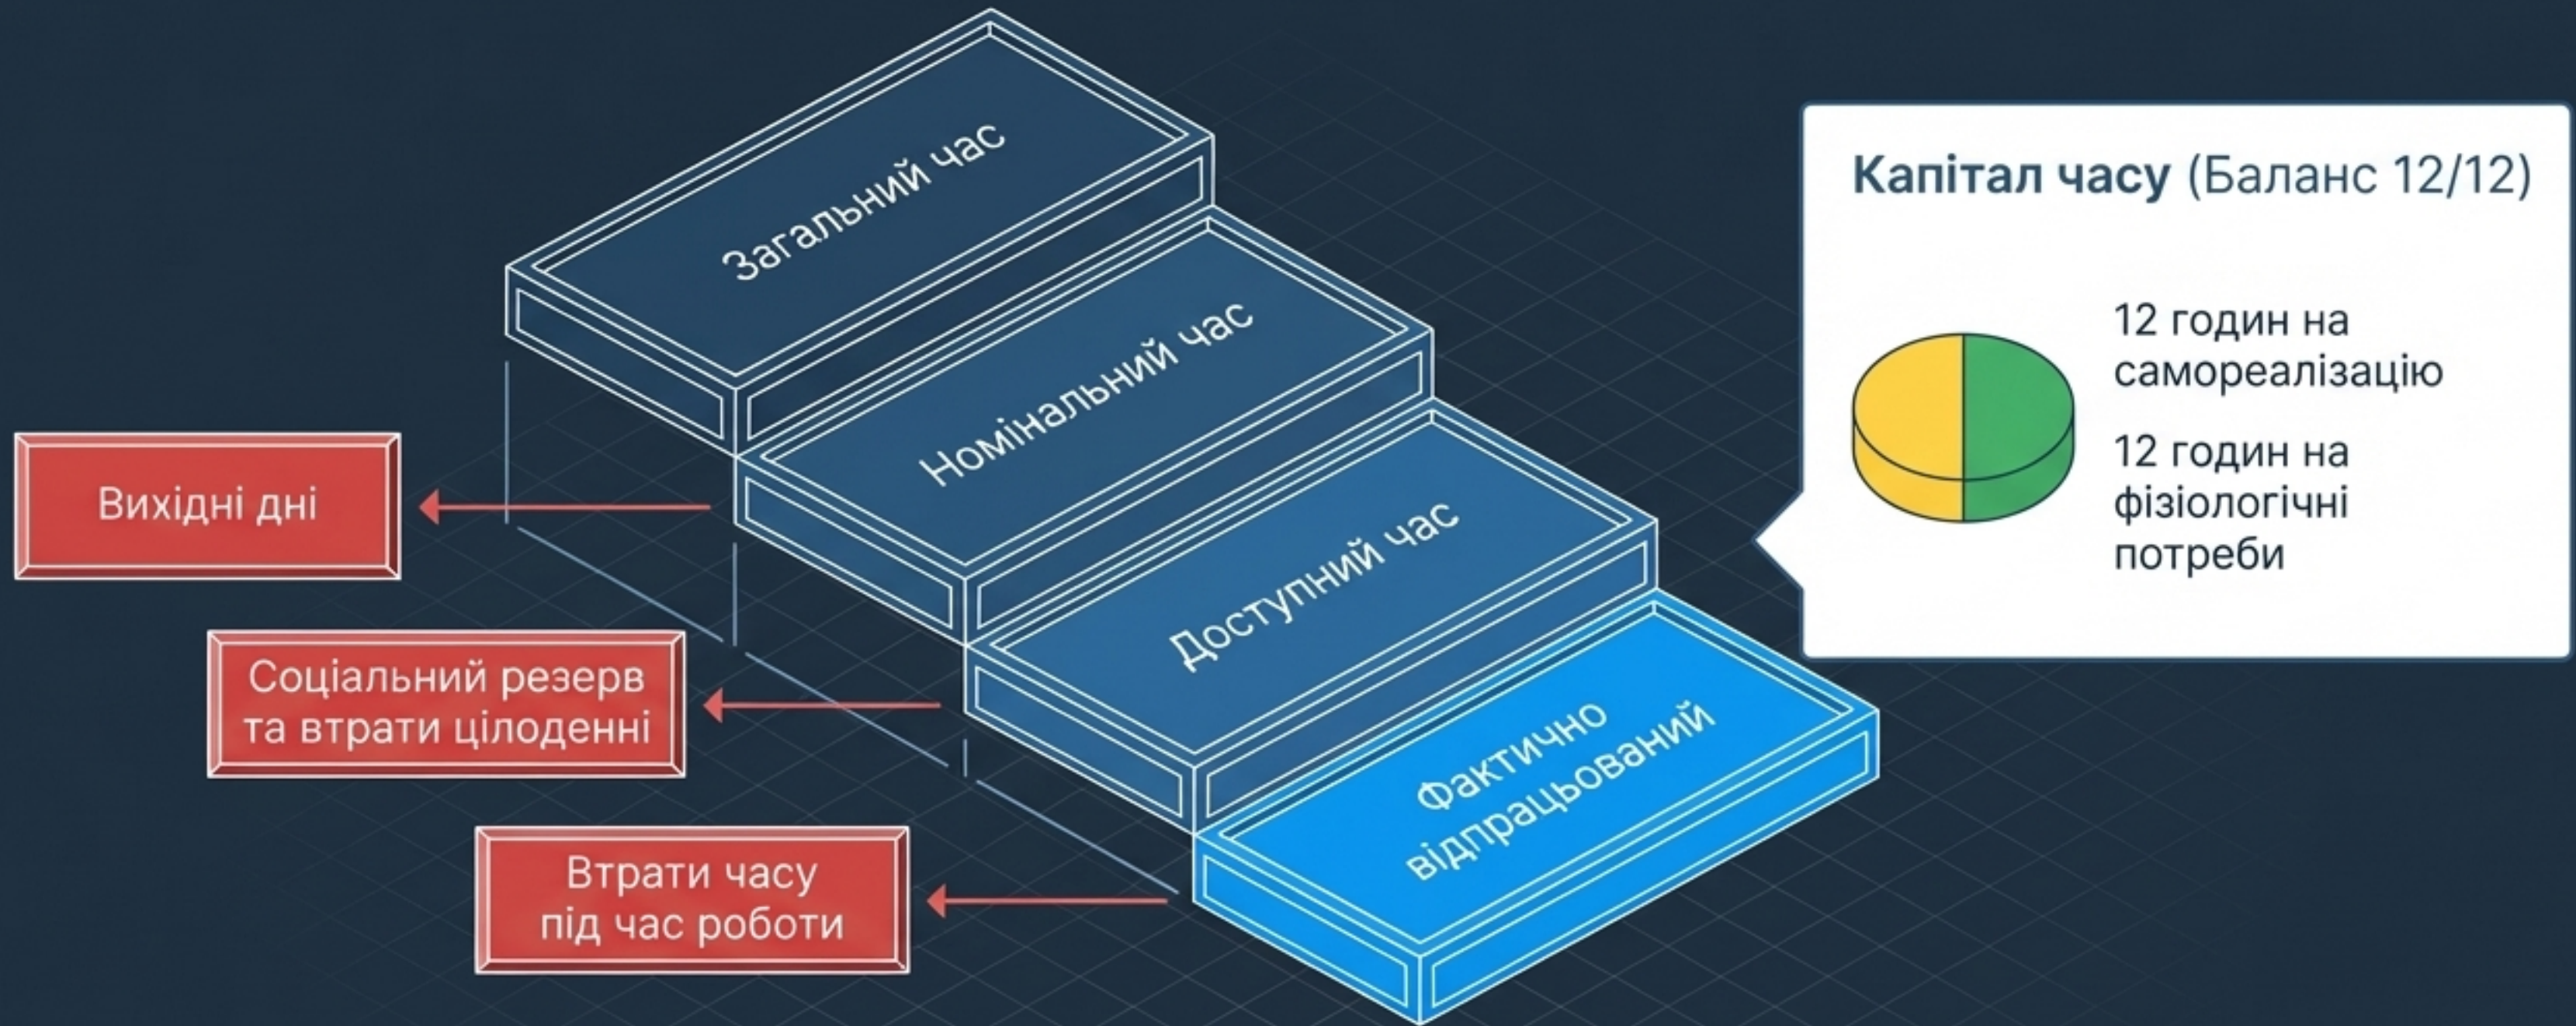 Загальний час
Номінальний час
Доступний час
Фактично
відпрацьований
Вихідні дні
Соціальний резерв
та втрати цілоденні
Втрати часу
під час роботи
Капітал часу (Баланс 12/12)
12 годин на
самореалізацію
12 годин на
фізіологічні
потреби